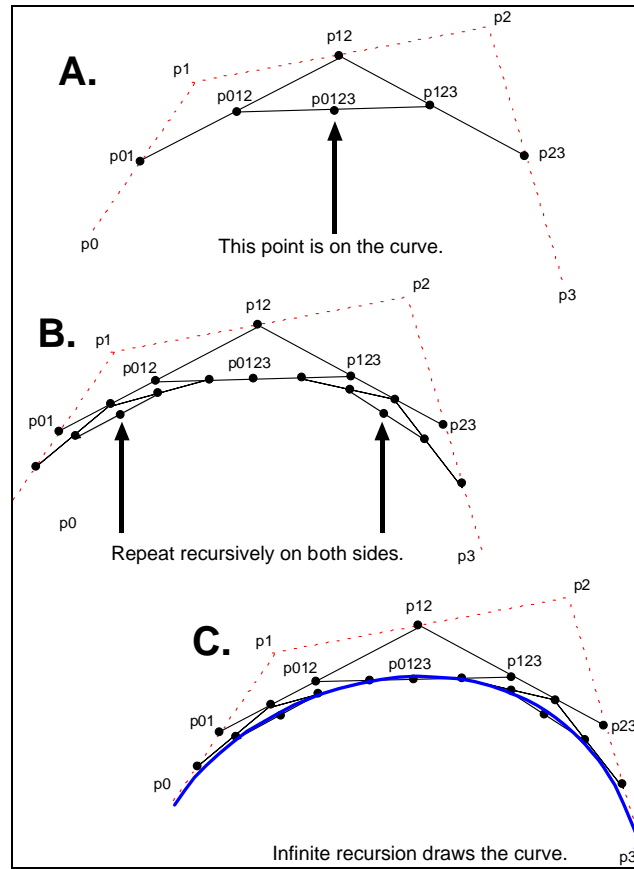 A.
p12
p2
p1
p012
p0123
p123
p01
p23
p0
This point is on the curve.
p3
B.
p12
p2
p1
p012
p0123
p123
p01
p23
p0
Repeat recursively on both sides.
p3
C.
p12
p2
p1
p012
p0123
p123
p01
p23
p0
Infinite recursion draws the curve.
p3